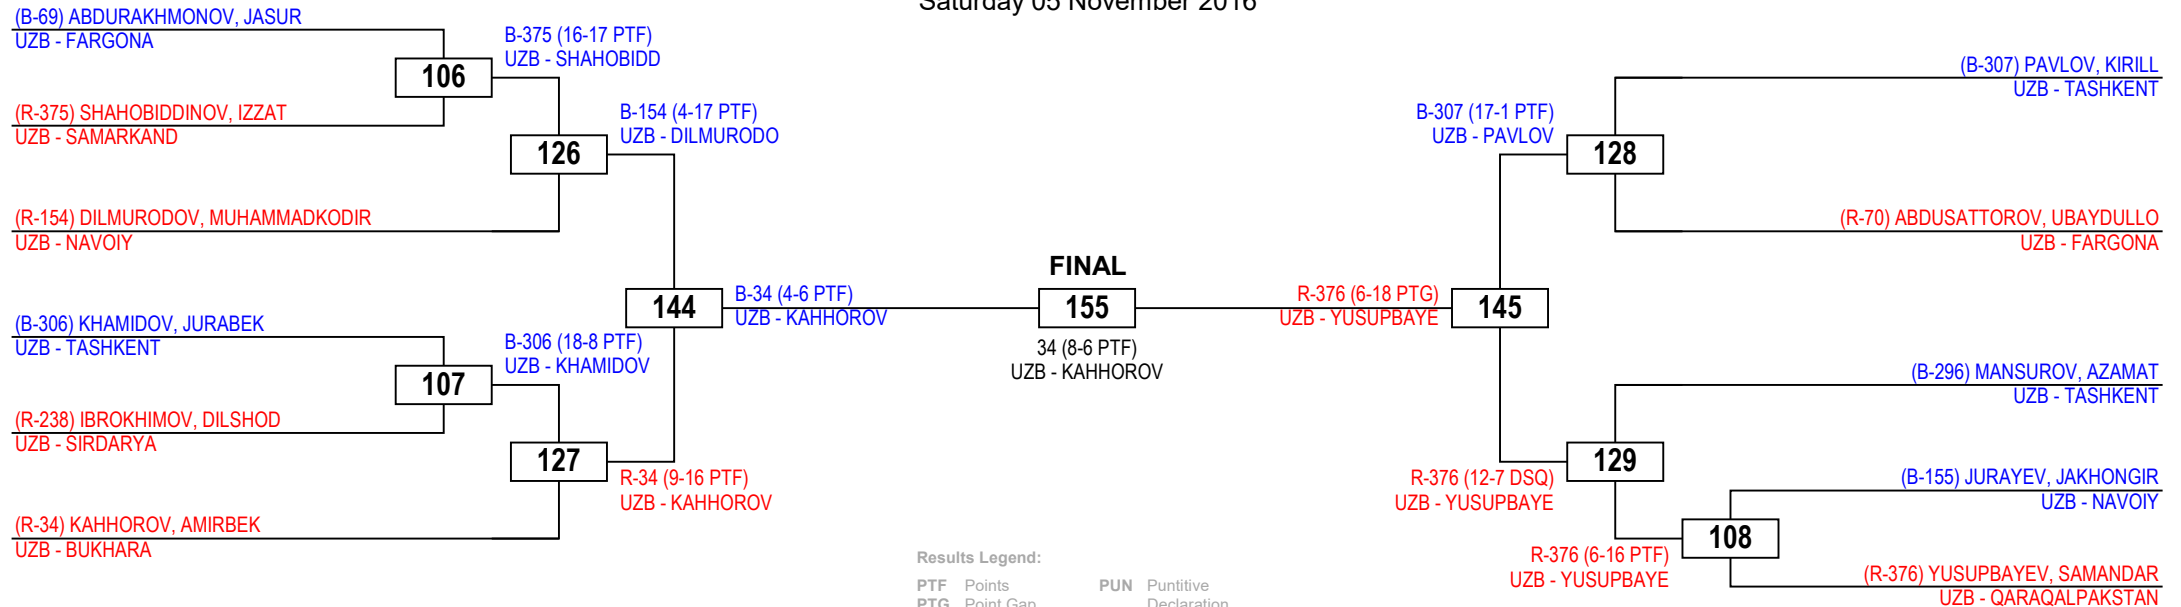 Saturday 05 November 2016
(B-69) ABDURAKHMONOV, JASUR
UZB - FARGONA
106
B-375 (16-17 PTF)
UZB - SHAHOBIDD
(R-375) SHAHOBIDDINOV, IZZAT
UZB - SAMARKAND
126
B-154 (4-17 PTF)
UZB - DILMURODO
(R-154) DILMURODOV, MUHAMMADKODIR
UZB - NAVOIY
144
B-34 (4-6 PTF)
UZB - KAHHOROV
(B-306) KHAMIDOV, JURABEK
UZB - TASHKENT
107
B-306 (18-8 PTF)
UZB - KHAMIDOV
(R-238) IBROKHIMOV, DILSHOD
UZB - SIRDARYA
127
R-34 (9-16 PTF)
UZB - KAHHOROV
(R-34) KAHHOROV, AMIRBEK
UZB - BUKHARA
FINAL
155
34 (8-6 PTF)
UZB - KAHHOROV
(B-307) PAVLOV, KIRILL
UZB - TASHKENT
B-307 (17-1 PTF)
UZB - PAVLOV
128
(R-70) ABDUSATTOROV, UBAYDULLO
UZB - FARGONA
R-376 (6-18 PTG)
UZB - YUSUPBAYE
145
(B-296) MANSUROV, AZAMAT
UZB - TASHKENT
129
R-376 (12-7 DSQ)
UZB - YUSUPBAYE
(B-155) JURAYEV, JAKHONGIR
UZB - NAVOIY
108
R-376 (6-16 PTF)
UZB - YUSUPBAYE
(R-376) YUSUPBAYEV, SAMANDAR
UZB - QARAQALPAKSTAN
Results Legend:
PTF Points PUN Puntitive
PTG Point Gap Declaration